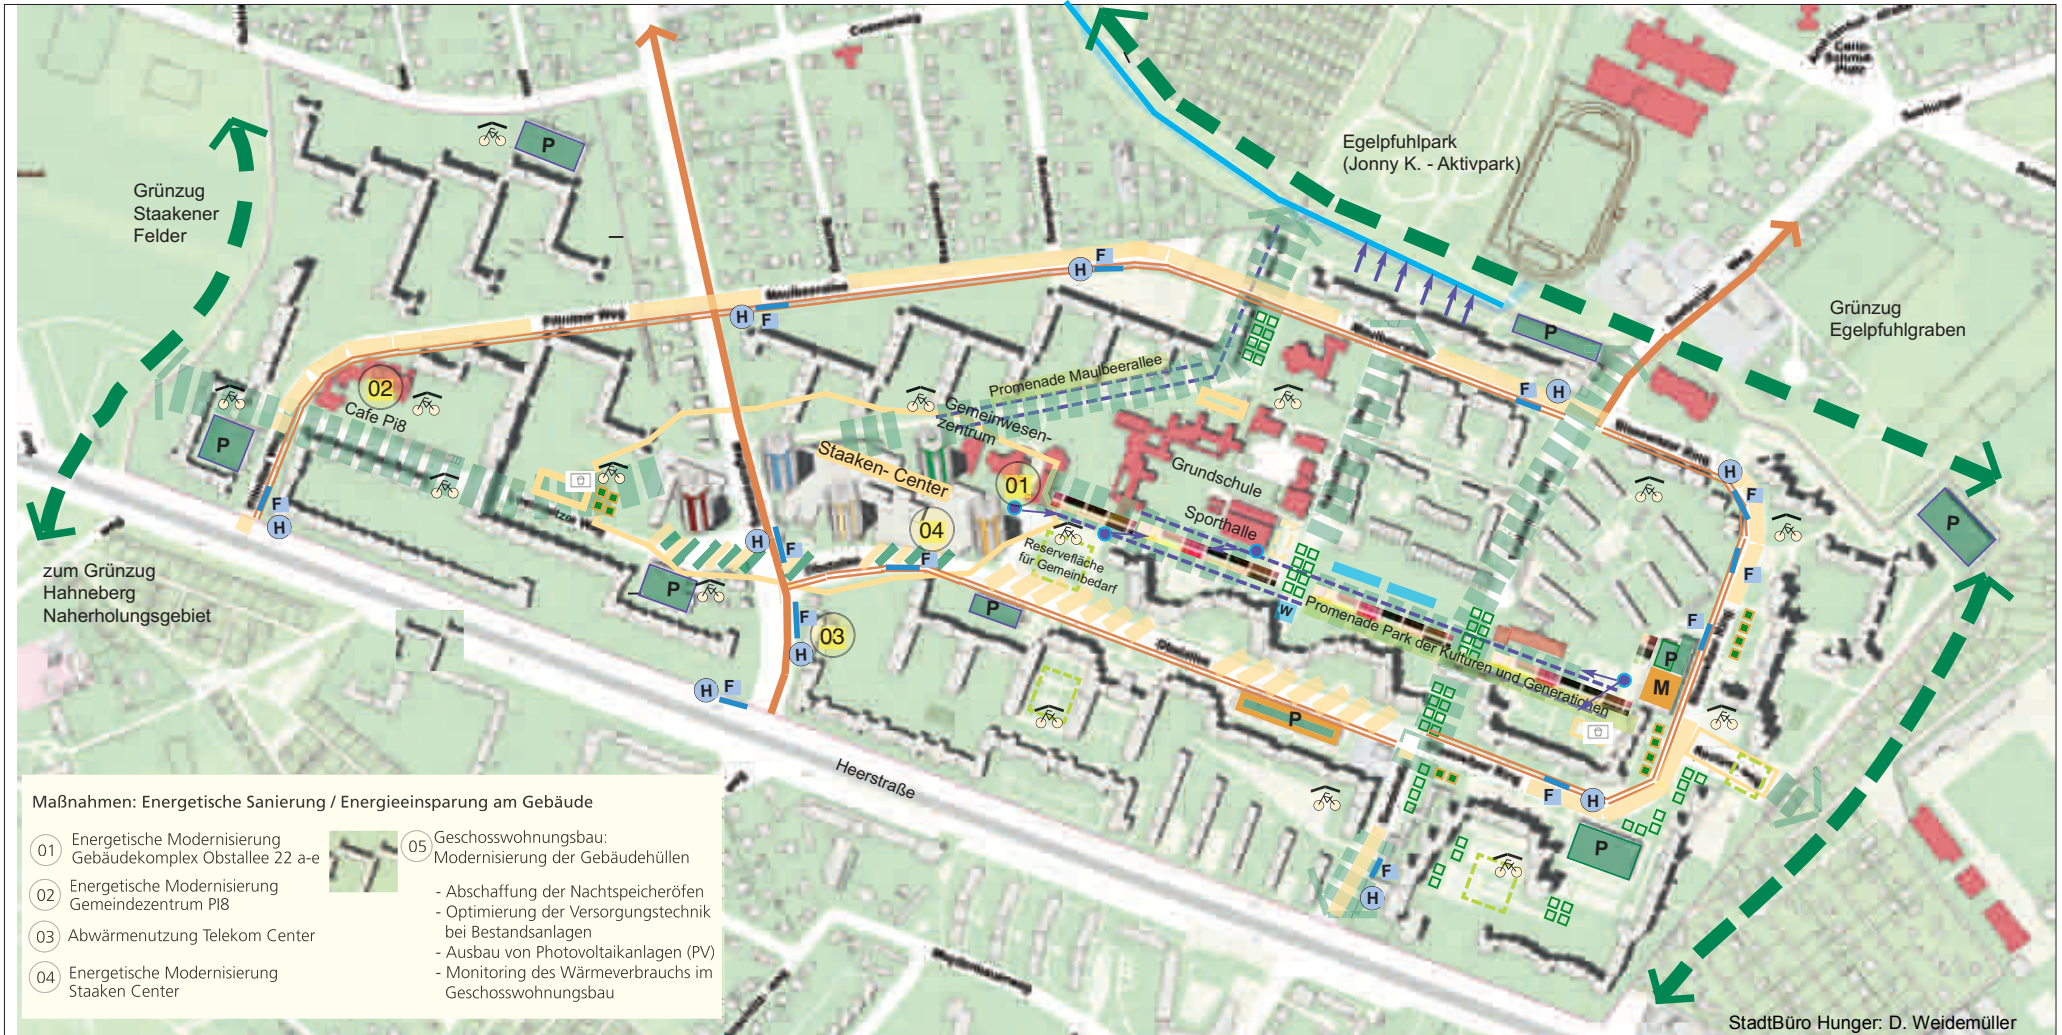 P
Grünzug
Staakener
Felder
Egelpfuhlpark
(Jonny K. - Aktivpark)
Grünzug
Egelpfuhlgraben
H
F
H
F
P
F
H
02
Cafe Pi8
P
Promenade Maulbeerallee
Gemeinwesen-
zentrum
Staaken- Center
01
04
Grundschule
Sporthalle
Reservefläche
für Gemeinbedarf
H
F
P
F
H
H
F
F
P
F
H
F
P
F
03
H
H
F
P
W
Promenade Park der Kulturen und Generationen
F
P
M
P
zum Grünzug
Hahneberg
Naherholungsgebiet
Heerstraße
F
H
P
F
H
Maßnahmen: Energetische Sanierung / Energieeinsparung am Gebäude
01 Energetische Modernisierung
Gebäudekomplex Obstallee 22 a-e
02 Energetische Modernisierung
Gemeindezentrum PI8
03 Abwärmenutzung Telekom Center
04 Energetische Modernisierung
Staaken Center
05 Geschosswohnungsbau:
Modernisierung der Gebäudehüllen
- Abschaffung der Nachtspeicheröfen
- Optimierung der Versorgungstechnik
bei Bestandsanlagen
- Ausbau von Photovoltaikanlagen (PV)
- Monitoring des Wärmeverbrauchs im
Geschosswohnungsbau
StadtBüro Hunger: D. Weidemüller